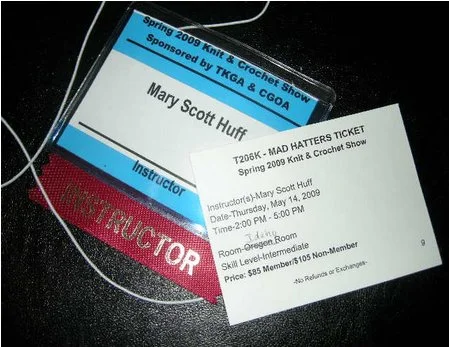 Spring 2009 Knit & Crochet Show
Sponsored by TKGA & CGOA
Mary Scott Huff
Instructor
INSTRUCTOR
T206K - MAD HATTERS TICKET
Spring 2009 Knit & Crochet Show
Instructor(s)-Mary Scott Huff
Date-Thursday, May 14, 2009
Time-2:00 PM - 5:00 PM
Idaho
Room-Oregon Room
Skill Level-Intermediate
Price: $85 Member/$105 Non-Member
9
-No Refunds or Exchanges-